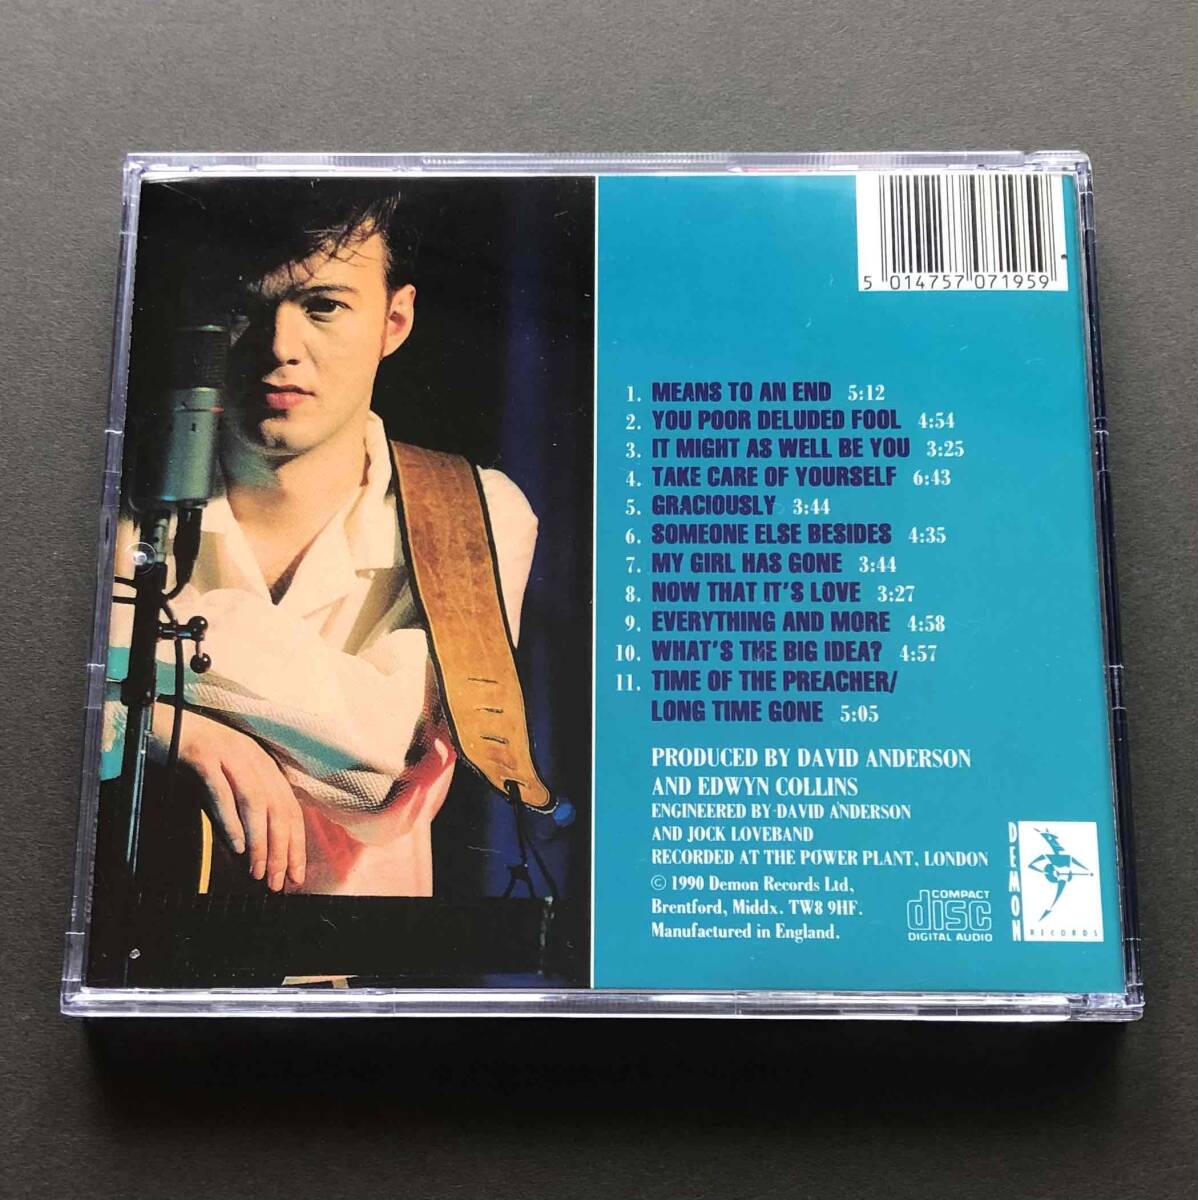 5 014757 071959
1. MEANS TO AN END 5:12
2. YOU POOR DELUDED FOOL 4:54
3. IT MIGHT AS WELL BE YOU 3:25
4. TAKE CARE OF YOURSELF 6:43
5. GRACIOUSLY 3:44
6. SOMEONE ELSE BESIDES 4:35
7. MY GIRL HAS GONE 3:44
8. NOW THAT IT'S LOVE 3:27
9. EVERYTHING AND MORE 4:58
10. WHAT'S THE BIG IDEA? 4:57
11. TIME OF THE PREACHER/
LONG TIME GONE 5:05
PRODUCED BY DAVID ANDERSON
AND EDWYN COLLINS
ENGINEERED BY DAVID ANDERSON
AND JOCK LOVEBAND
RECORDED AT THE POWER PLANT, LONDON
© 1990 Demon Records Ltd,
Brentford, Middx. TW8 9HF.
Manufactured in England.
COMPACT
disc
DIGITAL AUDIO
DEMON
RECORDS